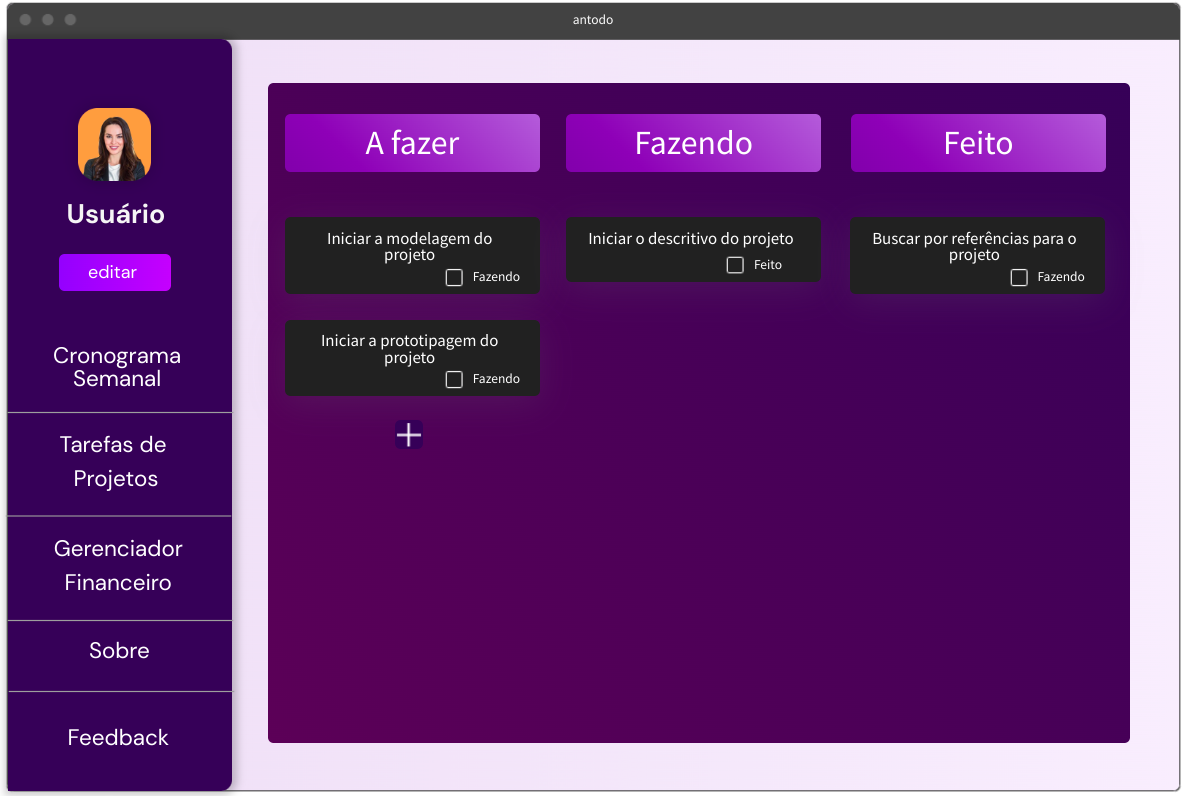 antodo
Usuário
editar
Cronograma
Semanal
Tarefas de
Projetos
Gerenciador
Financeiro
Sobre
Feedback
A fazer
Iniciar a modelagem do
projeto
Fazendo
Iniciar a prototipagem do
projeto
Fazendo
Fazendo
Iniciar o descritivo do projeto
Feito
Feito
Buscar por referências para o
projeto
Fazendo